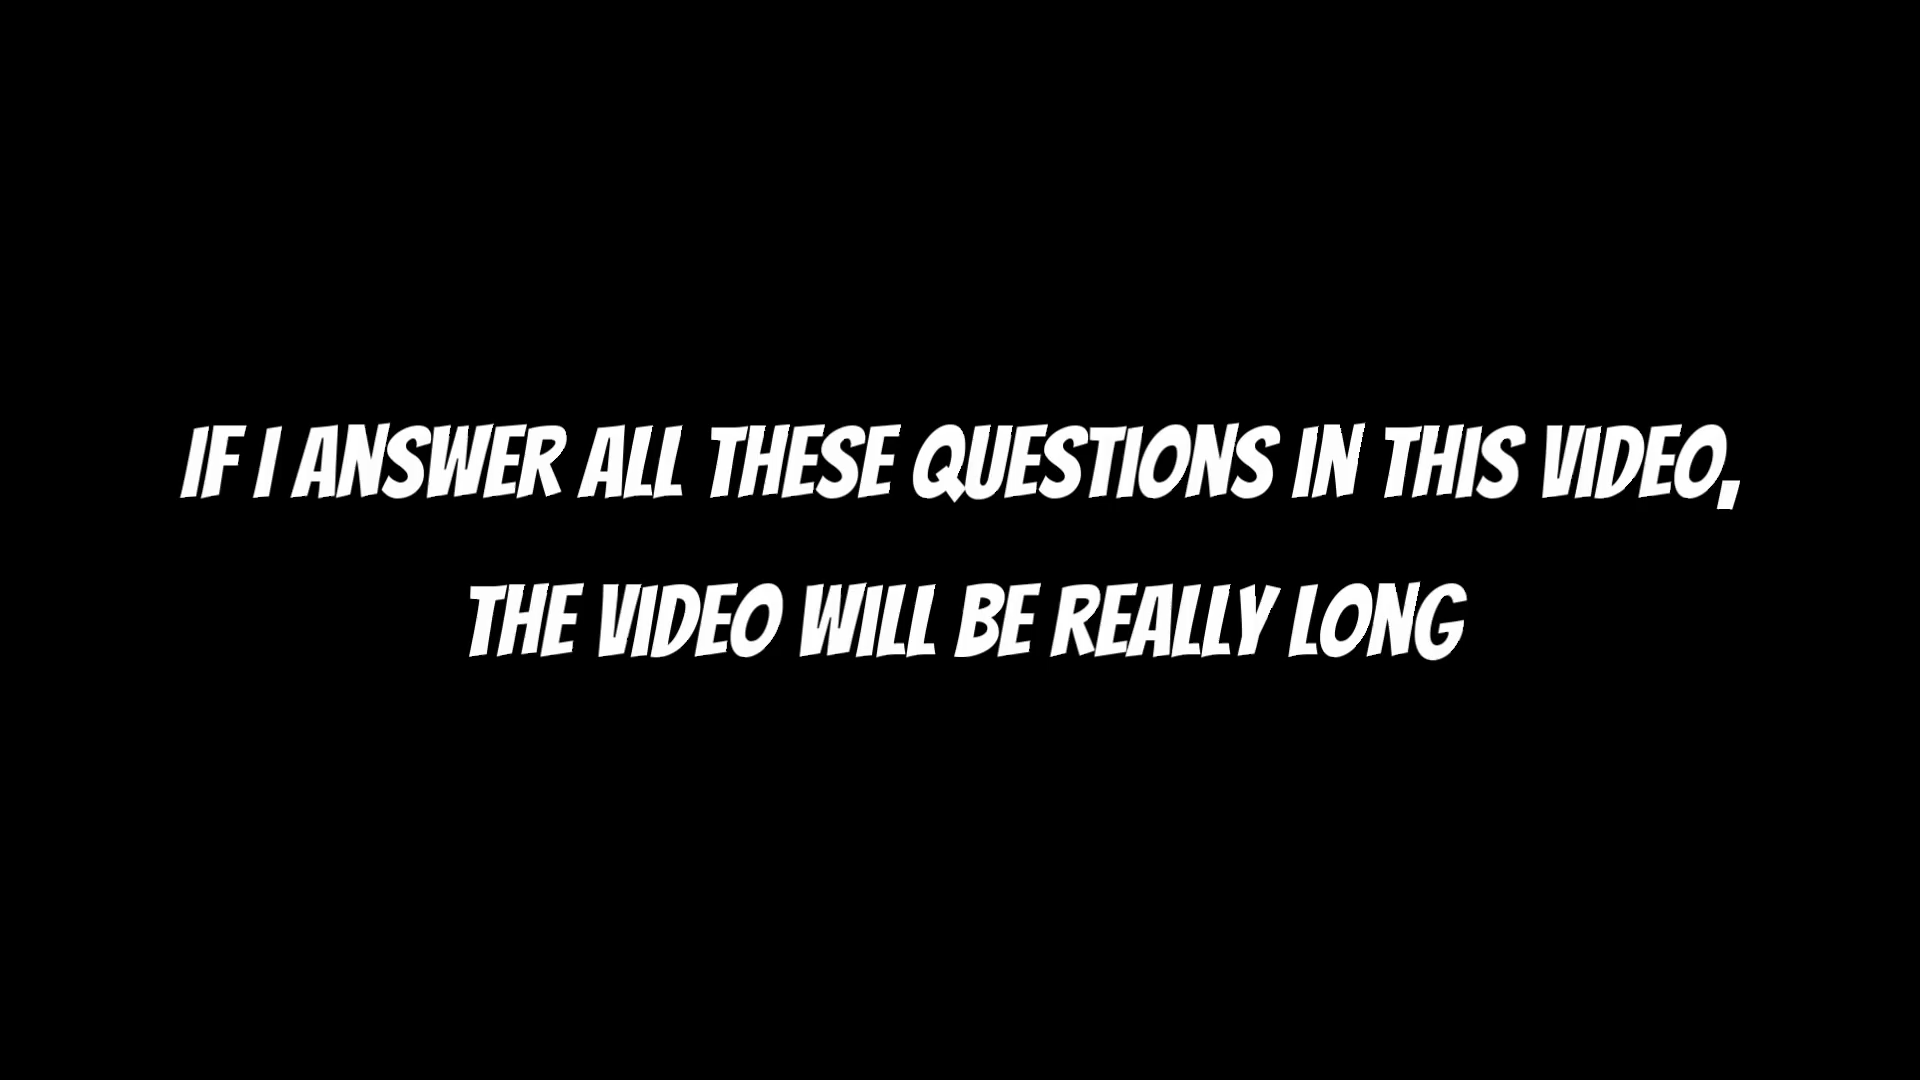 IF I ANSWER ALL THESE QUESTIONS IN THIS VIDEO,
THE VIDEO WILL BE REALLY LONG